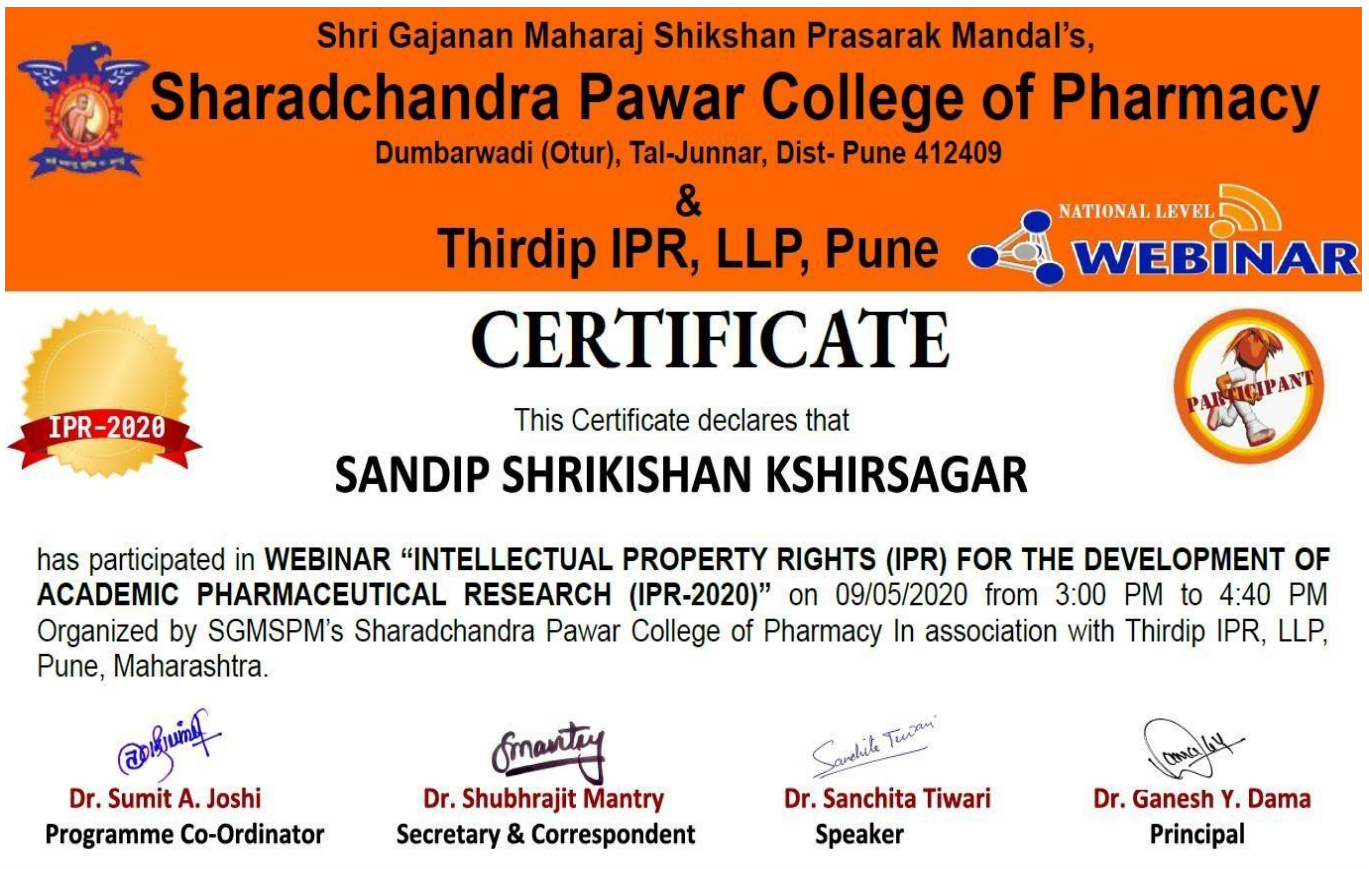 Shri Gajanan Maharaj Shikshan Prasarak Mandal's,
Sharadchandra Pawar College of Pharmacy
Dumbarwadi (Otur), Tal-Junnar, Dist- Pune 412409
&
Thirdip IPR, LLP, Pune
NATIONAL LEVEL
WEBINAR
CERTIFICATE
IPR-2020
PARTICIPANT
This Certificate declares that
SANDIP SHRIKISHAN KSHIRSAGAR
has participated in WEBINAR “INTELLECTUAL PROPERTY RIGHTS (IPR) FOR THE DEVELOPMENT OF
ACADEMIC PHARMACEUTICAL RESEARCH (IPR-2020)” on 09/05/2020 from 3:00 PM to 4:40 PM
Organized by SGMSPM's Sharadchandra Pawar College of Pharmacy In association with Thirdip IPR, LLP,
Pune, Maharashtra.
Smantry
Sanchita Tiwari
Dr. Sumit A. Joshi
Dr. Shubhrajit Mantry
Dr. Sanchita Tiwari
Dr. Ganesh Y. Dama
Programme Co-Ordinator
Secretary & Correspondent
Speaker
Principal